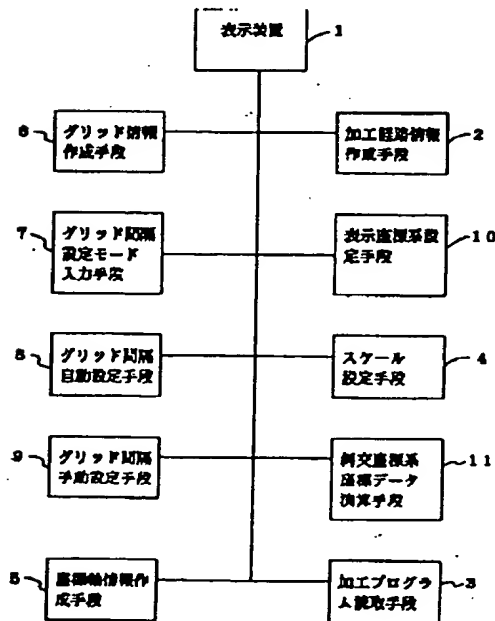 表示装置
1
6
グリッド情報
作成手段
加工経路情報
作成手段
2
7
グリッド間隔
設定モード
入力手段
表示座標系設
定手段
10
8
グリッド間隔
自動設定手段
スケール
設定手段
4
9
グリッド間隔
手動設定手段
斜交座標系
座標データ
演算手段
11
5
座標軸情報作
成手段
加工プログラ
ム読取手段
3